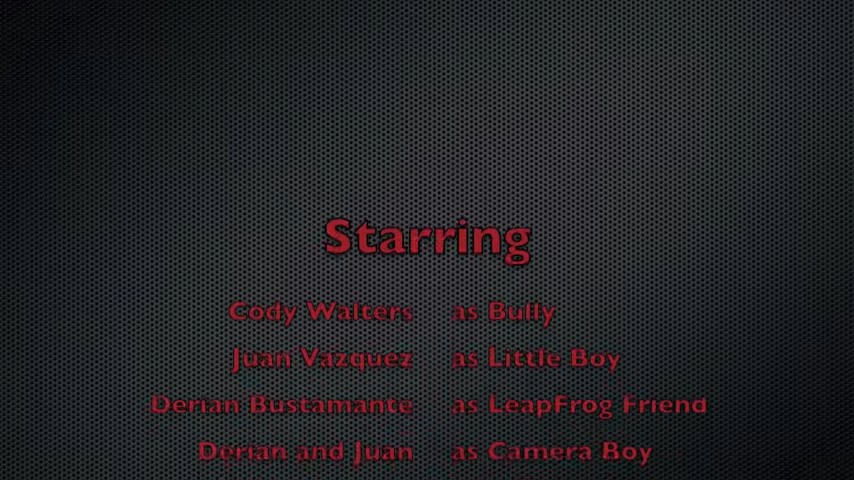 Starring
Cody Walters as Bully
Juan Vazquez as Little Boy
Derian Bustamante as LeapFrog Friend
Derian and Juan as Camera Boy